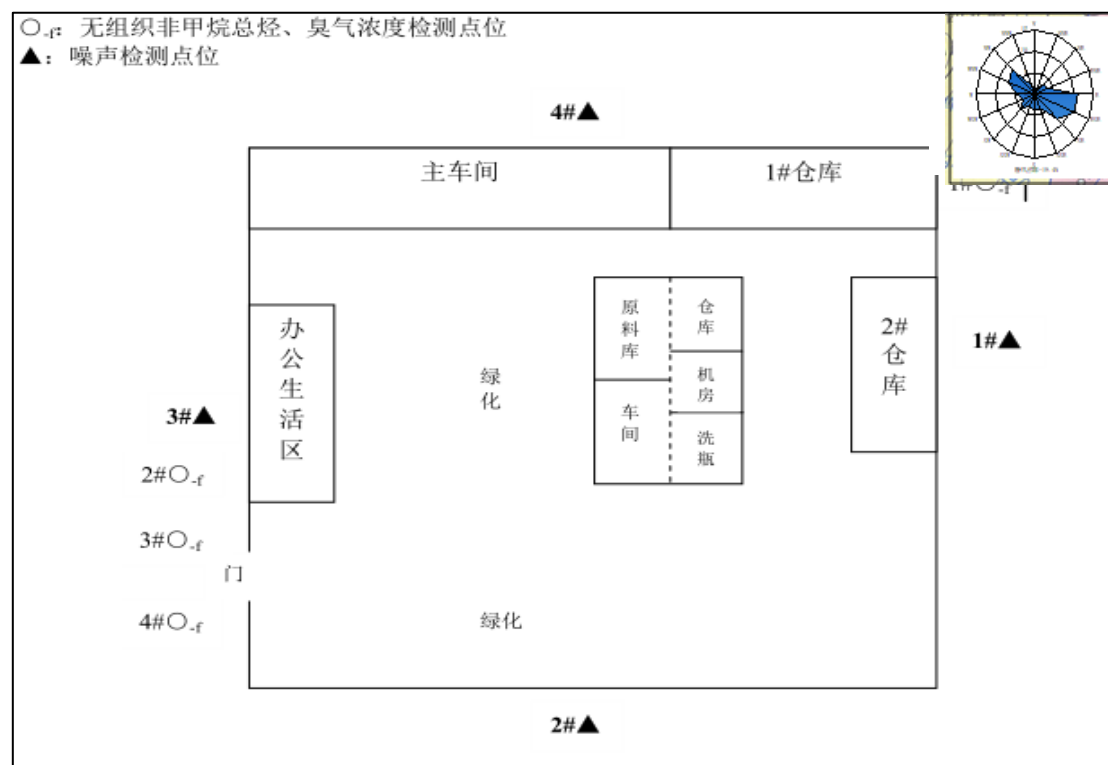 ○-f: 无组织非甲烷总烃、臭气浓度检测点位
▲: 噪声检测点位
4#▲
主车间
1#仓库
1#○-f
办公生活区
绿化
原料库
仓库
机房
车间
洗瓶
2#仓库
1#▲
3#▲
2#○-f
3#○-f
门
4#○-f
绿化
2#▲